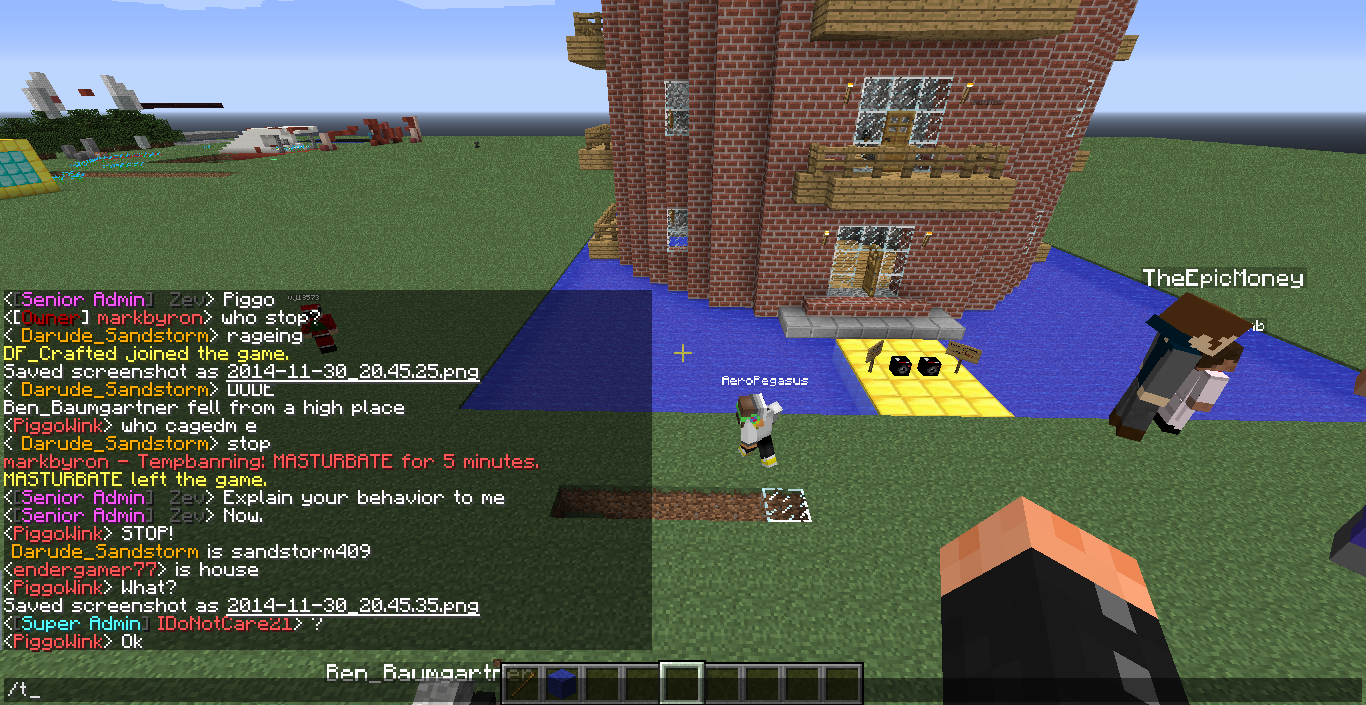 TheEpicMoney
AeroPegasus
<[Senior Admin] Zev> Piggo
<[Owner] markbyron> who stop?
< Darude_Sandstorm> rageing
DF_Crafted joined the game.
Saved screenshot as 2014-11-30_20.45.25.png
< Darude_Sandstorm> DUDE
Ben_Baumgartner fell from a high place
<PiggoWink> who cagedm e
< Darude_Sandstorm> stop
markbyron - Tempbanning: MASTURBATE for 5 minutes.
MASTURBATE left the game.
<[Senior Admin] Zev> Explain your behavior to me
<[Senior Admin] Zev> Now.
<PiggoWink> STOP!
Darude_Sandstorm is sandstorm409
<endergamer77> is house
<PiggoWink> What?
Saved screenshot as 2014-11-30_20.45.35.png
<[Super Admin] IDoNotCare21> ?
<PiggoWink> Ok
Ben_Baumgartner
/t_